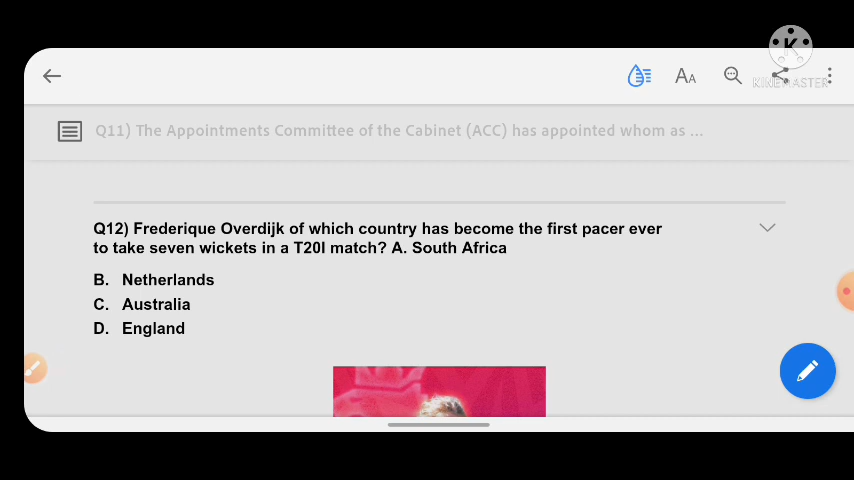 AA
KINEMASTER
Q11) The Appointments Committee of the Cabinet (ACC) has appointed whom as ...
Q12) Frederique Overdijk of which country has become the first pacer ever
to take seven wickets in a T20I match? A. South Africa
B. Netherlands
C. Australia
D. England